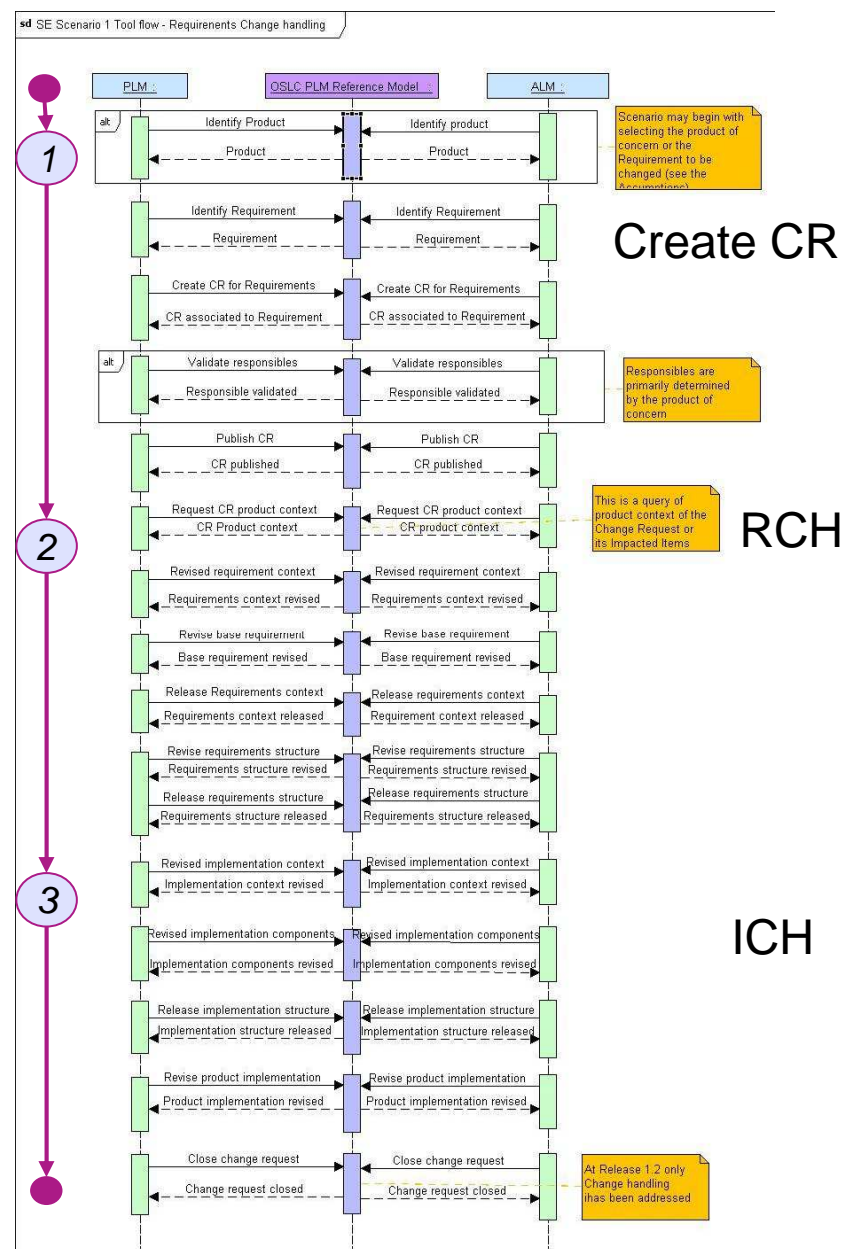 sd SE Scenario 1 Tool flow - Requirenents Change handling
PLM :
OSLC PLM Reference Model :
ALM :
alt
Identify Product
Identify product
Product
Product
Scenario may begin with
selecting the product of
concern or the
Requirement to be
changed (see the
Assumptions)
1
Identify Requirement
Identify Requirement
Requirement
Requirement
Create CR
Create CR for Requirements
Create CR for Requirements
CR associated to Requirement
CR associated to Requirement
alt
Validate responsibles
Validate responsibles
Responsible validated
Responsible validated
Responsibles are
primarily determined
by the product of
concern
Publish CR
Publish CR
CR published
CR published
Request CR product context
Request CR product context
CR Product context
CR product context
This is a query of
product context of the
Change Request or
its Impacted Items
RCH
2
Revised requirement context
Revised requirement context
Requirements context revised
Requirements context revised
Revise base requirement
Revise base requirement
Base requirement revised
Base requirement revised
Release Requirements context
Release requirements context
Requirements context released
Requirement context released
Revise requirements structure
Revise requirements structure
Requirements structure revised
Requirements structure revised
Release requirements structure
Release requirements structure
Requirements structure released
Requirements structure released
Revised implementation context
Revised implementation context
Implementation context revised
Implementation context revised
3
Revised implementation components
Revised implementation components
Implementation components revised
Implementation components revised
ICH
Release implementation structure
Release implementation structure
Implementation structure released
Implementation structure released
Revise product implementation
Revise product implementation
Product implementation revised
Product implementation revised
Close change request
Close change request
Change request closed
Change request closed
At Release 1.2 only
Change handling
ihas been addressed